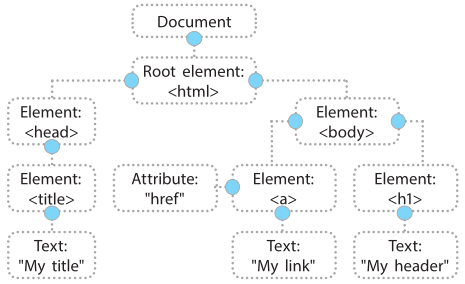 Document
Root element:
<html>
Element:
<head>
Element:
<body>
Element:
<title>
Attribute:
"href"
Element:
<a>
Element:
<h1>
Text:
"My title"
Text:
"My link"
Text:
"My header"